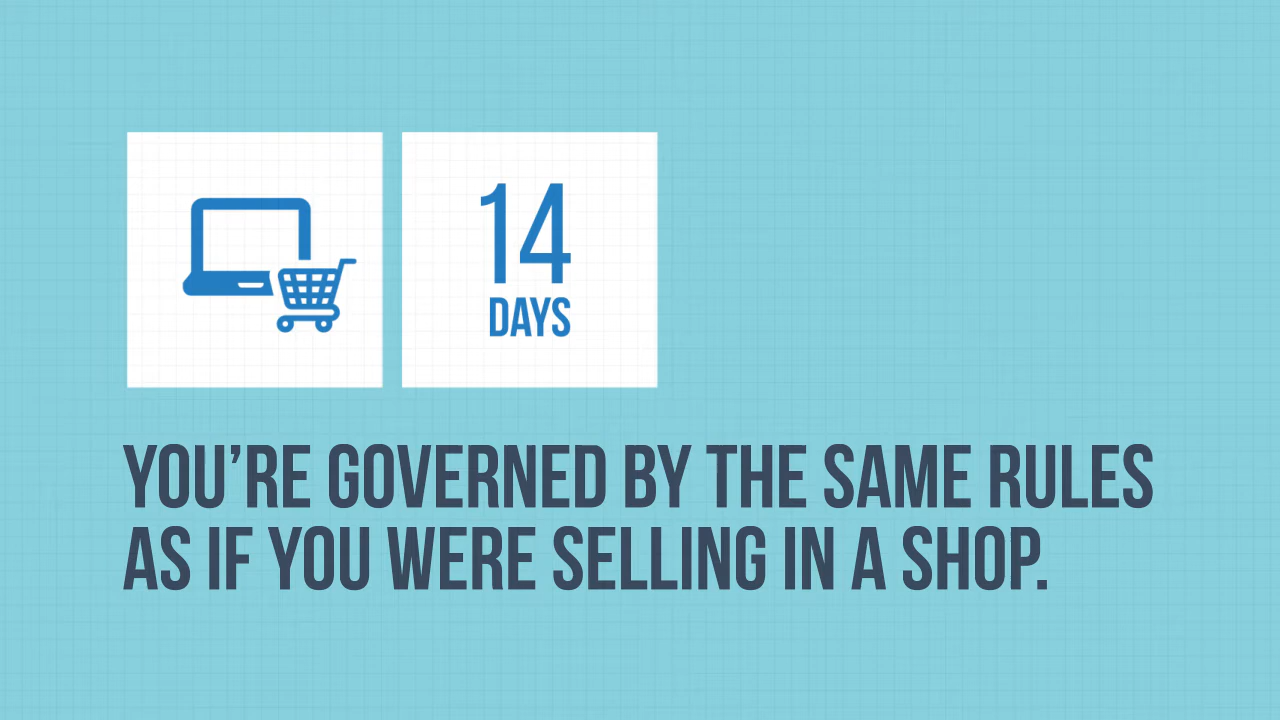 14
DAYS
YOU’RE GOVERNED BY THE SAME RULES
AS IF YOU WERE SELLING IN A SHOP.